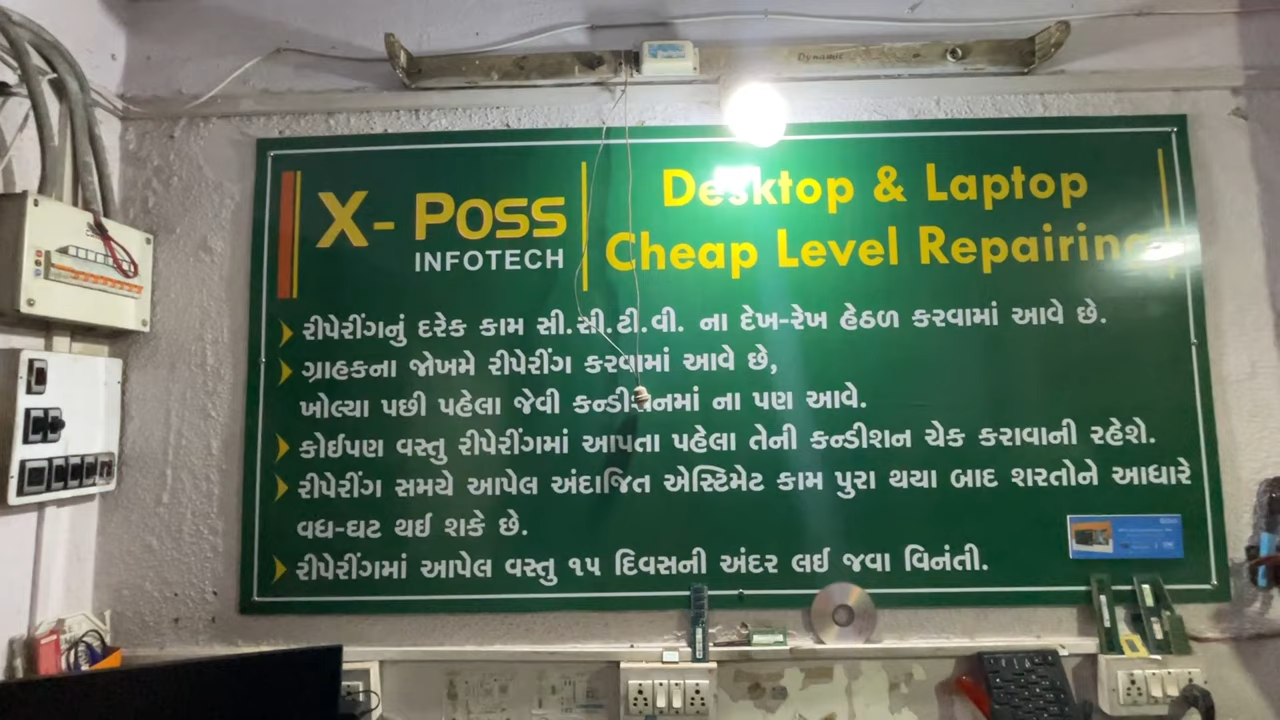 Dynamic
X- POSS
INFOTECH
Desktop & Laptop
Cheap Level Repairing
રીપેરીંગનું દરેક કામ સી.સી.ટી.વી. ના દેખ-રેખ હેઠળ કરવામાં આવે છે.
ગ્રાહકના જોખમે રીપેરીંગ કરવામાં આવે છે,
ખોલ્યા પછી પહેલા જેવી કન્ડીશનમાં ના પણ આવે.
કોઈપણ વસ્તુ રીપેરીંગમાં આપતા પહેલા તેની કન્ડીશન ચેક કરાવાની રહેશે.
રીપેરીંગ સમયે આપેલ અંદાજિત એસ્ટિમેટ કામ પુરા થયા બાદ શરતોને આધારે
વધ-ઘટ થઈ શકે છે.
રીપેરીંગમાં આપેલ વસ્તુ ૧૫ દિવસની અંદર લઈ જવા વિનંતી.